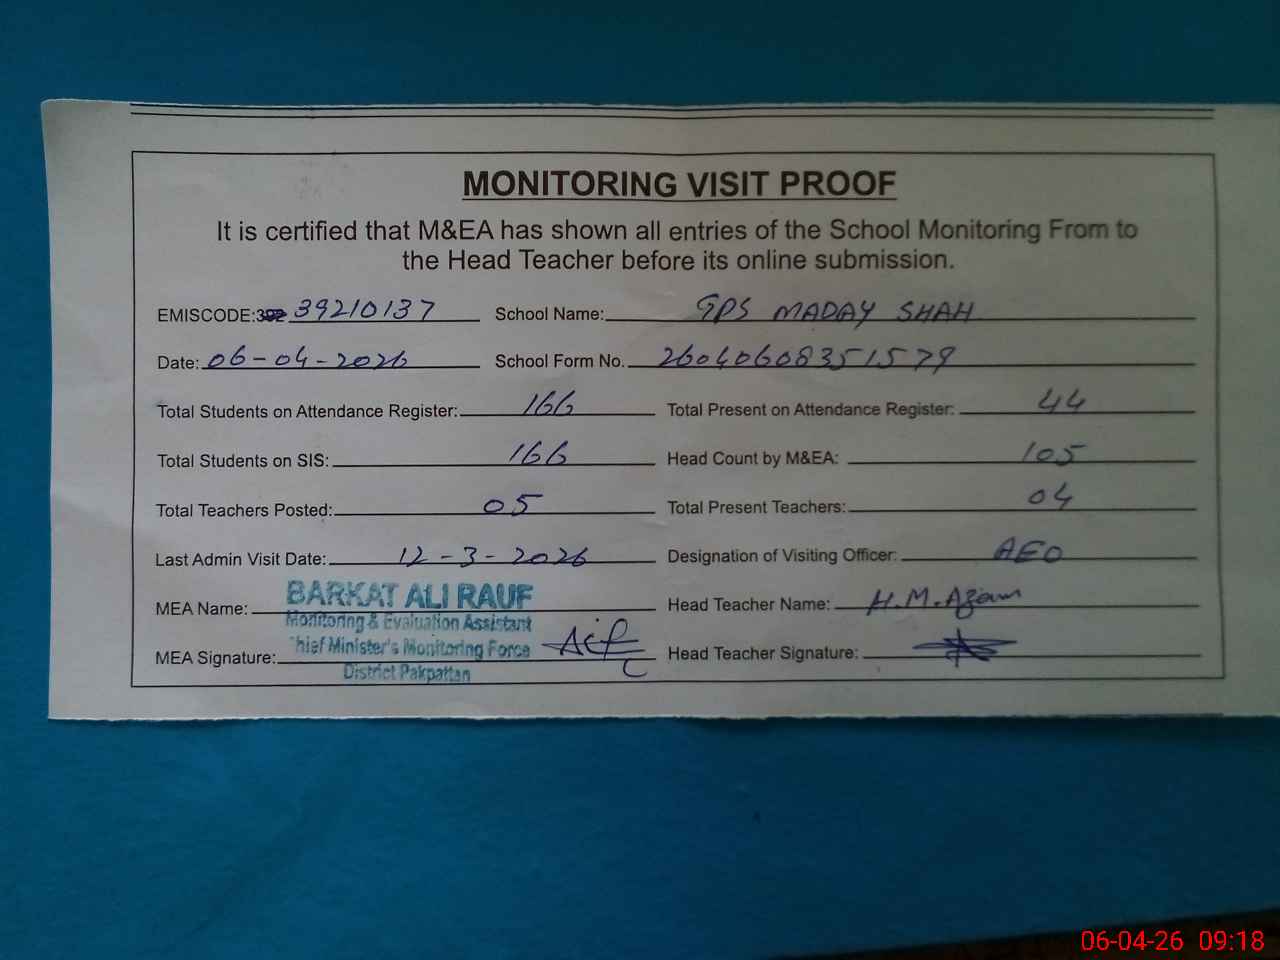 MONITORING VISIT PROOF
It is certified that M&EA has shown all entries of the School Monitoring From to
the Head Teacher before its online submission.
EMISCODE: 39210137 School Name: GPS MADAY SHAH
Date: 06-04-2026 School Form No. 26040608351579
Total Students on Attendance Register: 166 Total Present on Attendance Register: 44
Total Students on SIS: 166 Head Count by M&EA: 105
Total Teachers Posted: 05 Total Present Teachers: 04
Last Admin Visit Date: 12-3-2026 Designation of Visiting Officer: AEO
MEA Name: BARKAT ALI RAUF Head Teacher Name: H.M.Azam
Monitoring & Evaluation Assistant
hief Minister's Monitoring Force
MEA Signature: Head Teacher Signature:
District Pakpattan
06-04-26 09:18